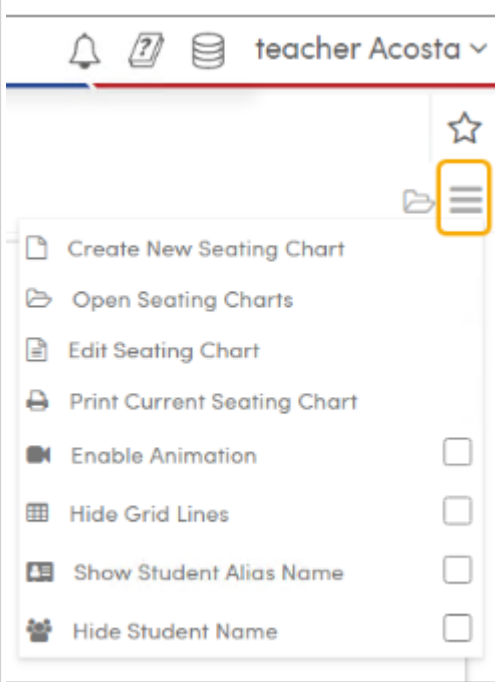 teacher Acosta
Create New Seating Chart
Open Seating Charts
Edit Seating Chart
Print Current Seating Chart
Enable Animation
Hide Grid Lines
Show Student Alias Name
Hide Student Name